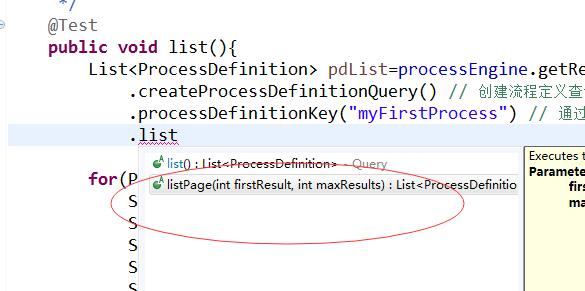 */
@Test
public void list(){
List<ProcessDefinition> pdList=processEngine.getRe
.createProcessDefinitionQuery() // 创建流程定义查
.processDefinitionKey("myFirstProcess") // 通过
.list
list() : List<ProcessDefinition> - Query
Executes t
listPage(int firstResult, int maxResults) : List<ProcessDefinitio
Paramete
for(P
fir
S
ma
S
S
S
S